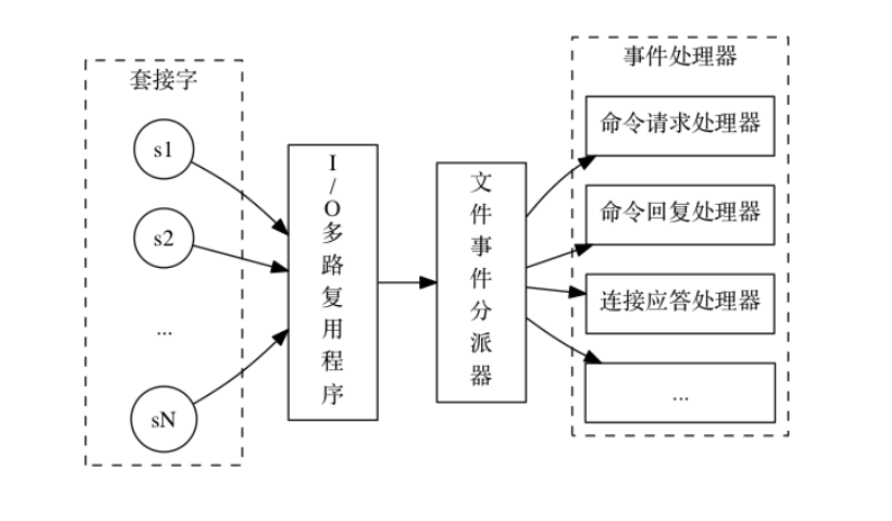 套接字
s1
s2
...
sN
I/O多路复用程序
文件事件分派器
事件处理器
命令请求处理器
命令回复处理器
连接应答处理器
...